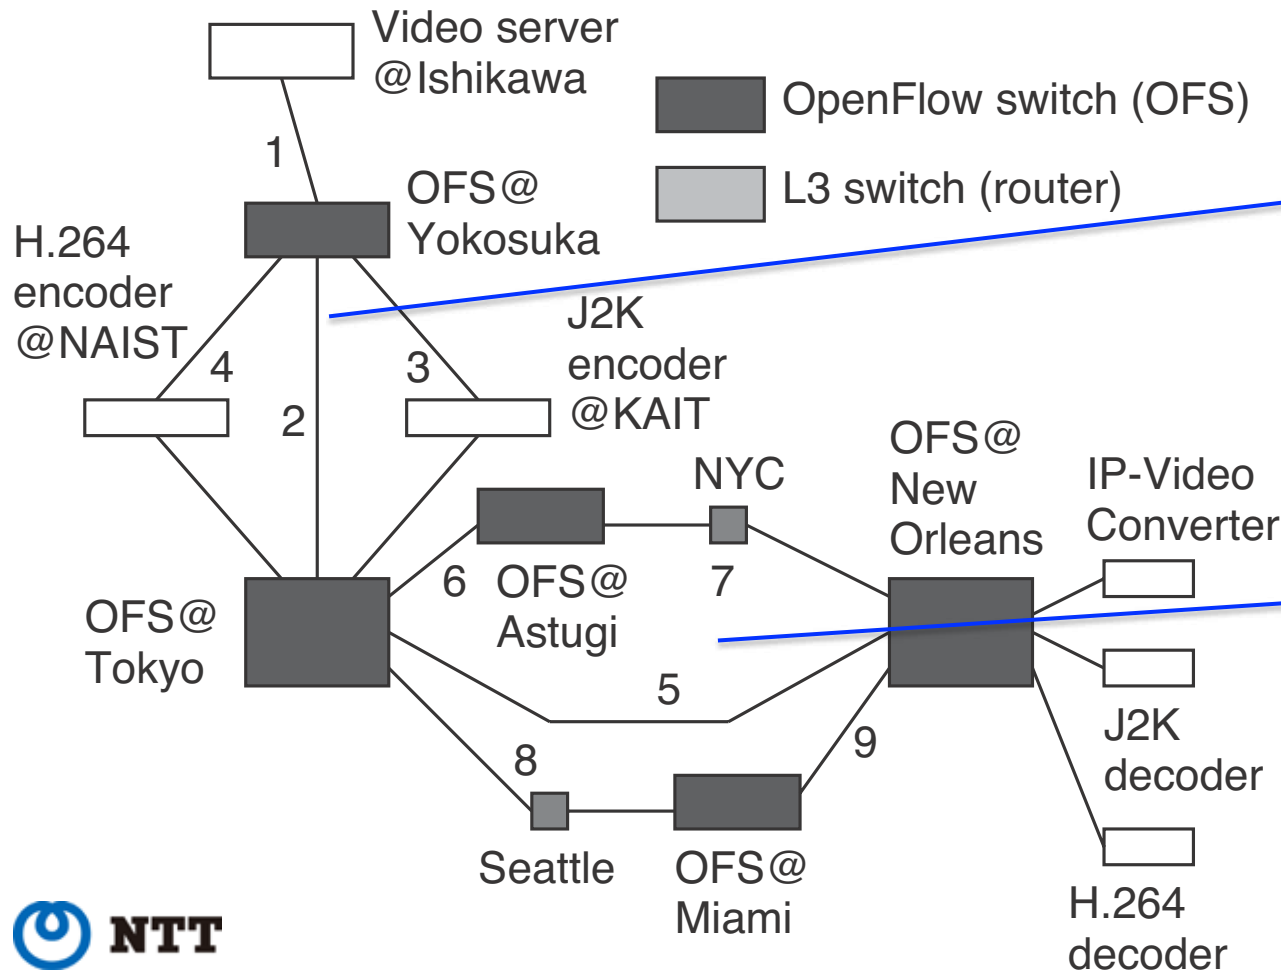 Video server
@Ishikawa
OpenFlow switch (OFS)
1
OFS@
Yokosuka
L3 switch (router)
H.264
encoder
@NAIST
J2K
encoder
@KAIT
4
3
2
OFS@
New
Orleans
NYC
IP-Video
Converter
6
OFS@
Astugi
7
OFS@
Tokyo
5
9
J2K
decoder
8
Seattle
OFS@
Miami
H.264
decoder
NTT